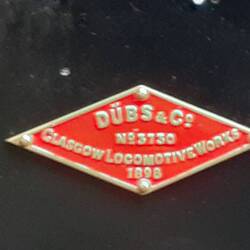 DÜBS & Co
No 3730
GLASGOW LOCOMOTIVE WORKS
1898